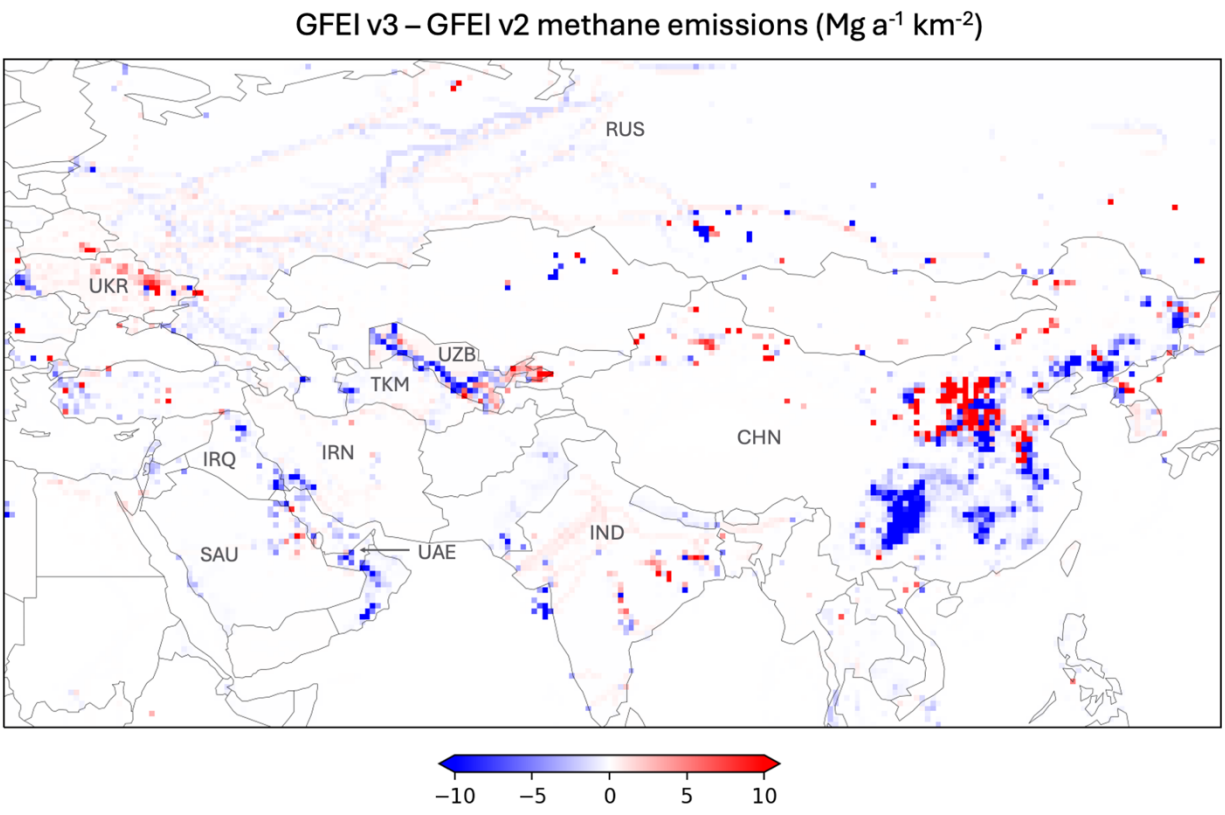 GFEI v3 – GFEI v2 methane emissions (Mg a⁻¹ km⁻²)
RUS
UKR
UZB
TKM
CHN
IRN
IRQ
IND
SAU
UAE
−10 −5 0 5 10